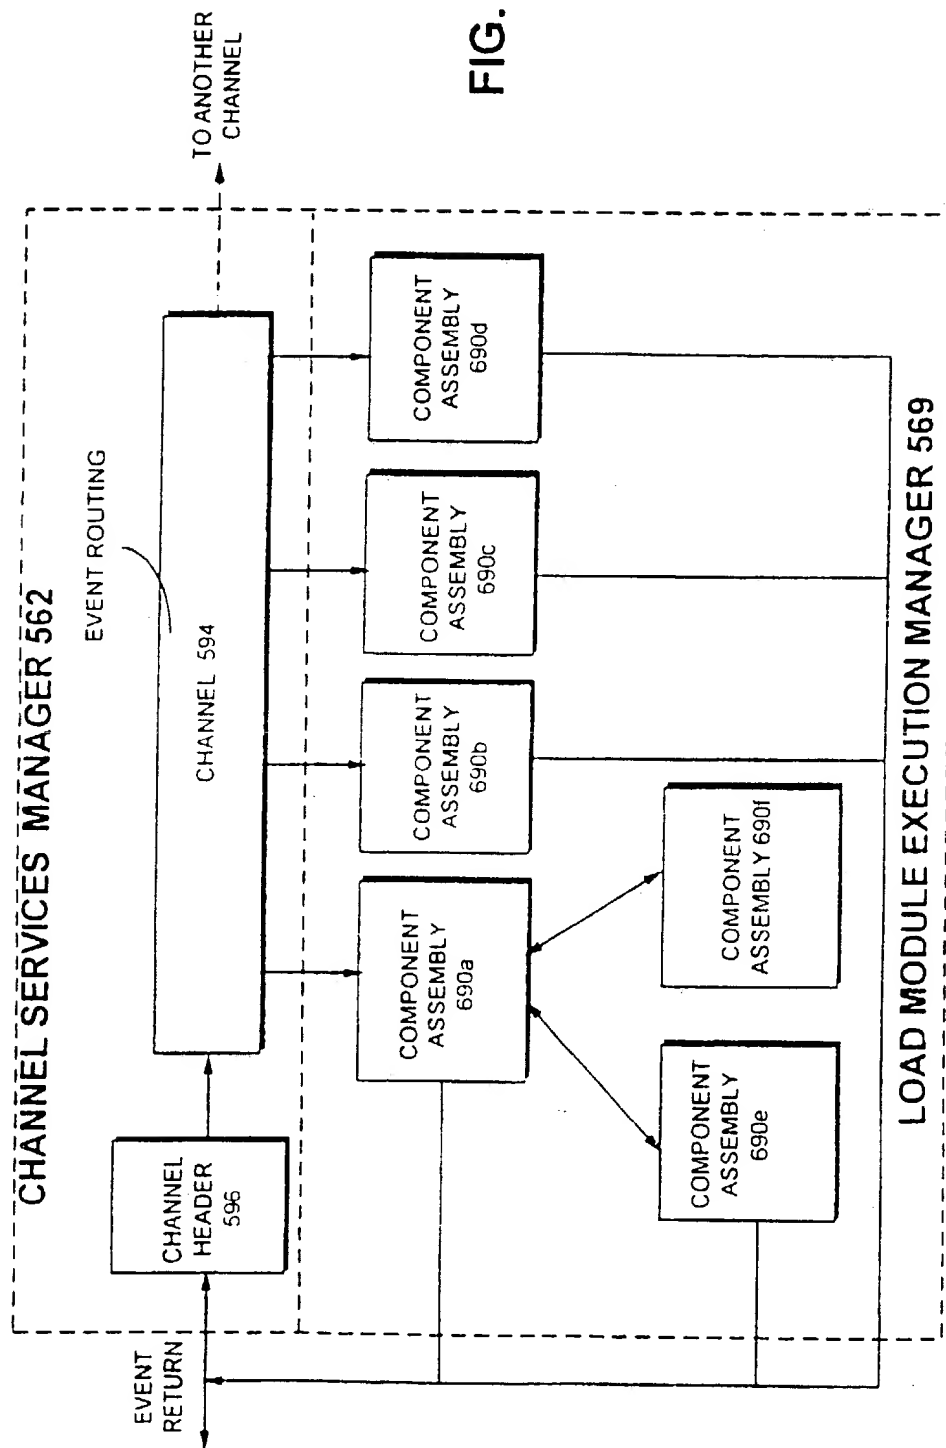 CHANNEL SERVICES MANAGER 562
EVENT ROUTING
CHANNEL
HEADER
596
CHANNEL 594
TO ANOTHER
CHANNEL
EVENT
RETURN
COMPONENT
ASSEMBLY
690a
COMPONENT
ASSEMBLY
690b
COMPONENT
ASSEMBLY
690c
COMPONENT
ASSEMBLY
690d
COMPONENT
ASSEMBLY
690e
COMPONENT
ASSEMBLY 690f
LOAD MODULE EXECUTION MANAGER 569
FIG.